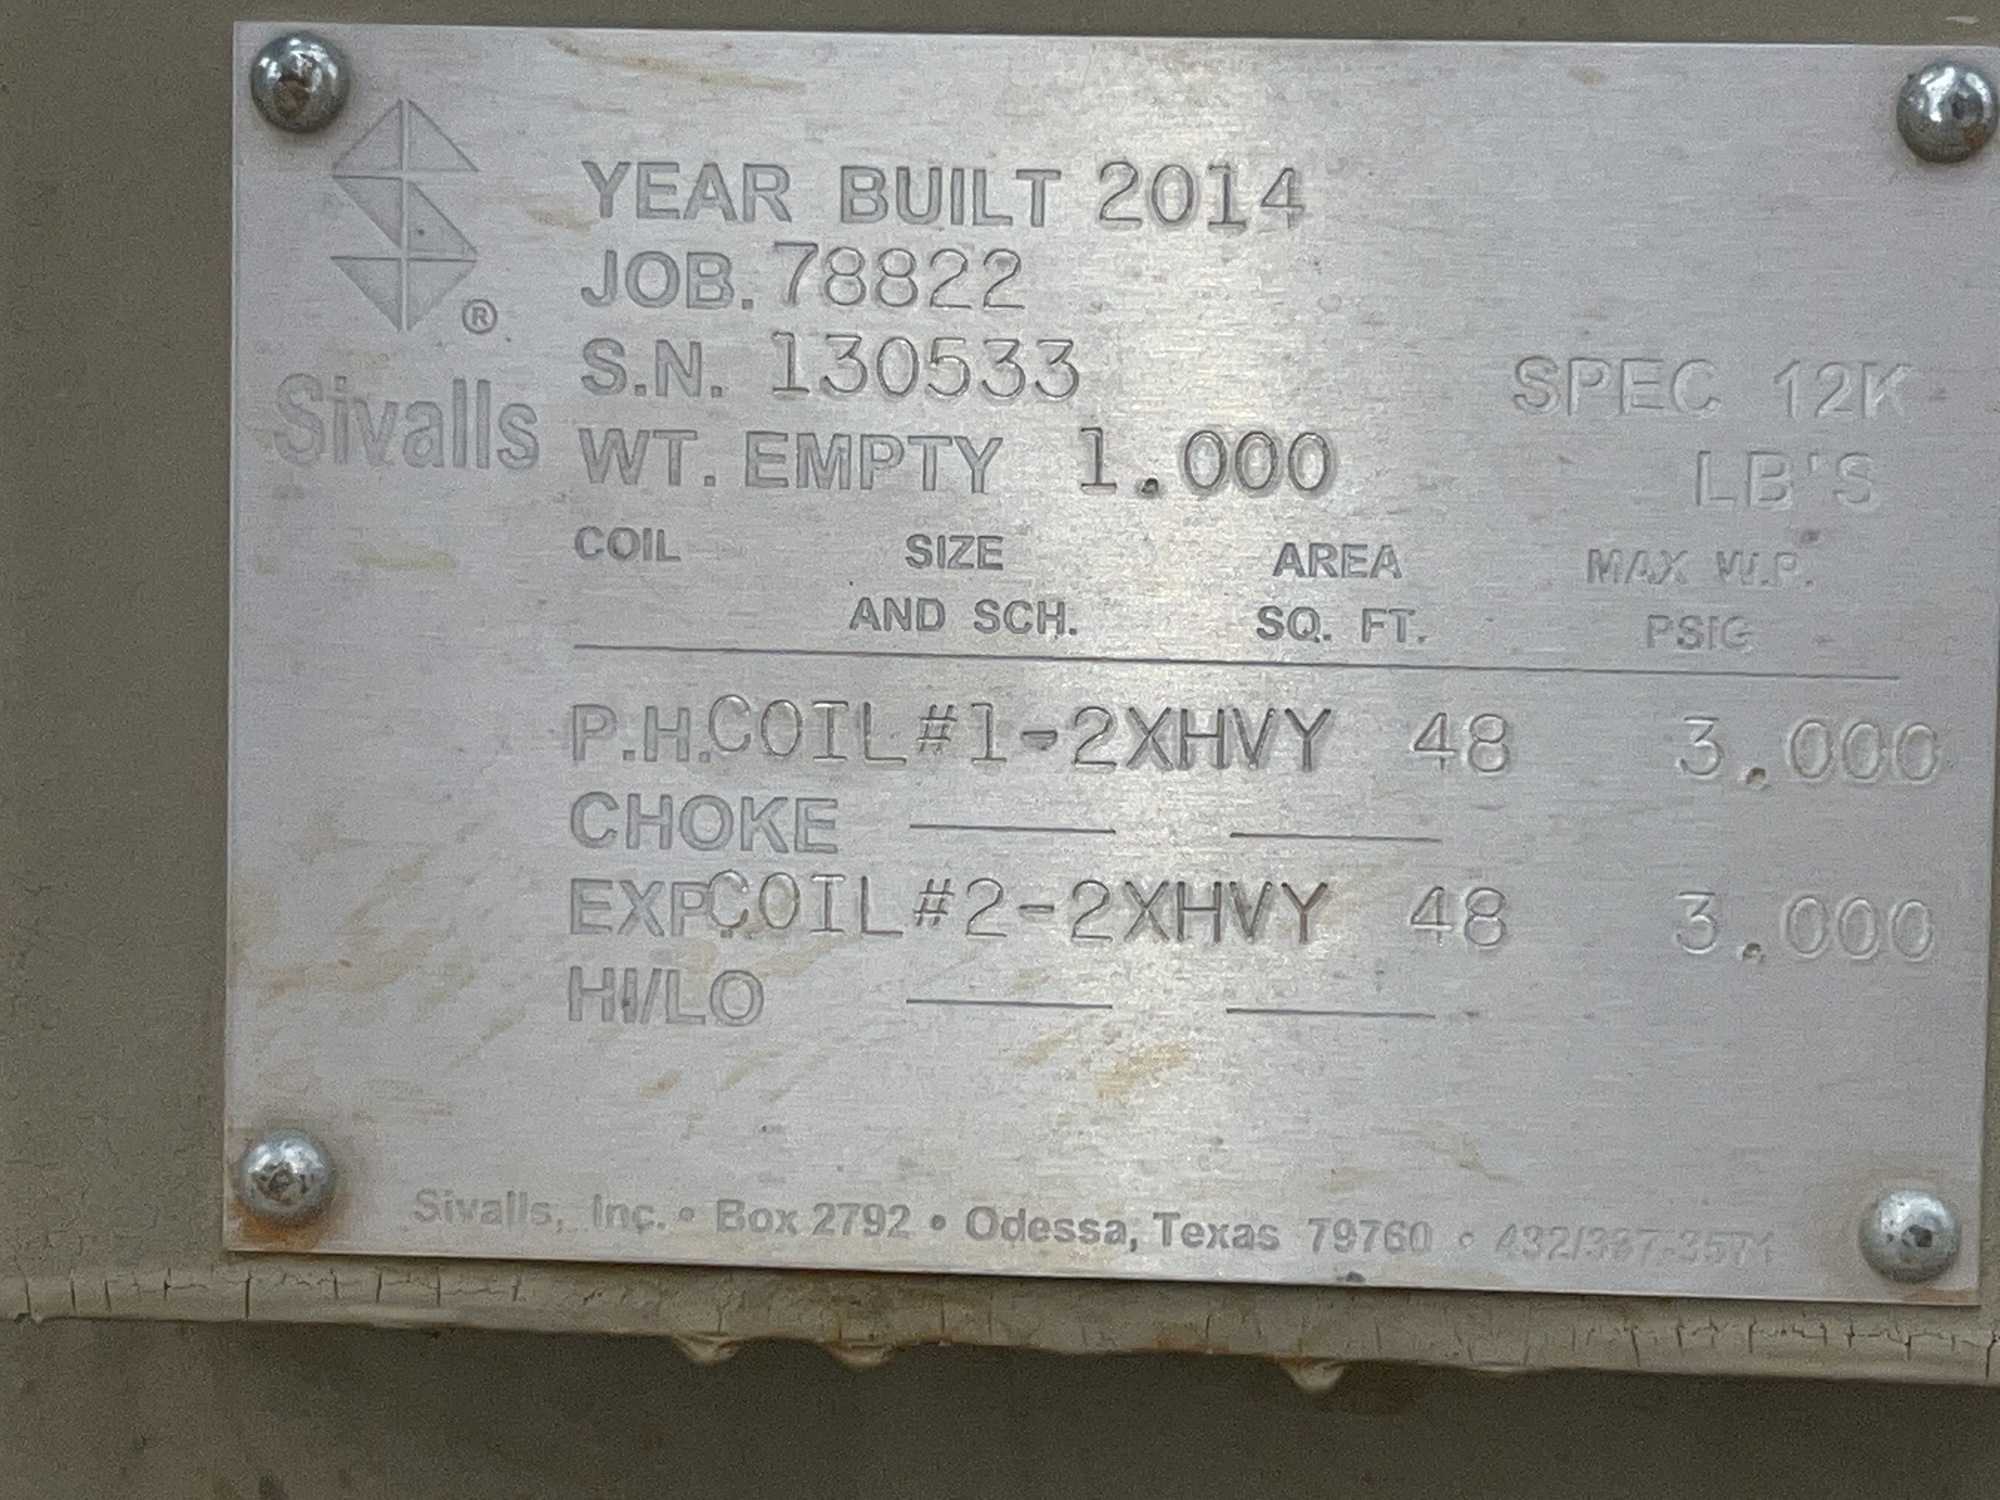 YEAR BUILT 2014
JOB. 78822
S.N. 130533 SPEC 12K
Sivalls ®
WT. EMPTY 1.000 LB'S
COIL SIZE AREA MAX W.P.
AND SCH. SQ. FT. PSIG
P.H. COIL#1-2XHVY 48 3.000
CHOKE
EXP. COIL#2-2XHVY 48 3.000
HI/LO
Sivalls, Inc. • Box 2792 • Odessa, Texas 79760 •